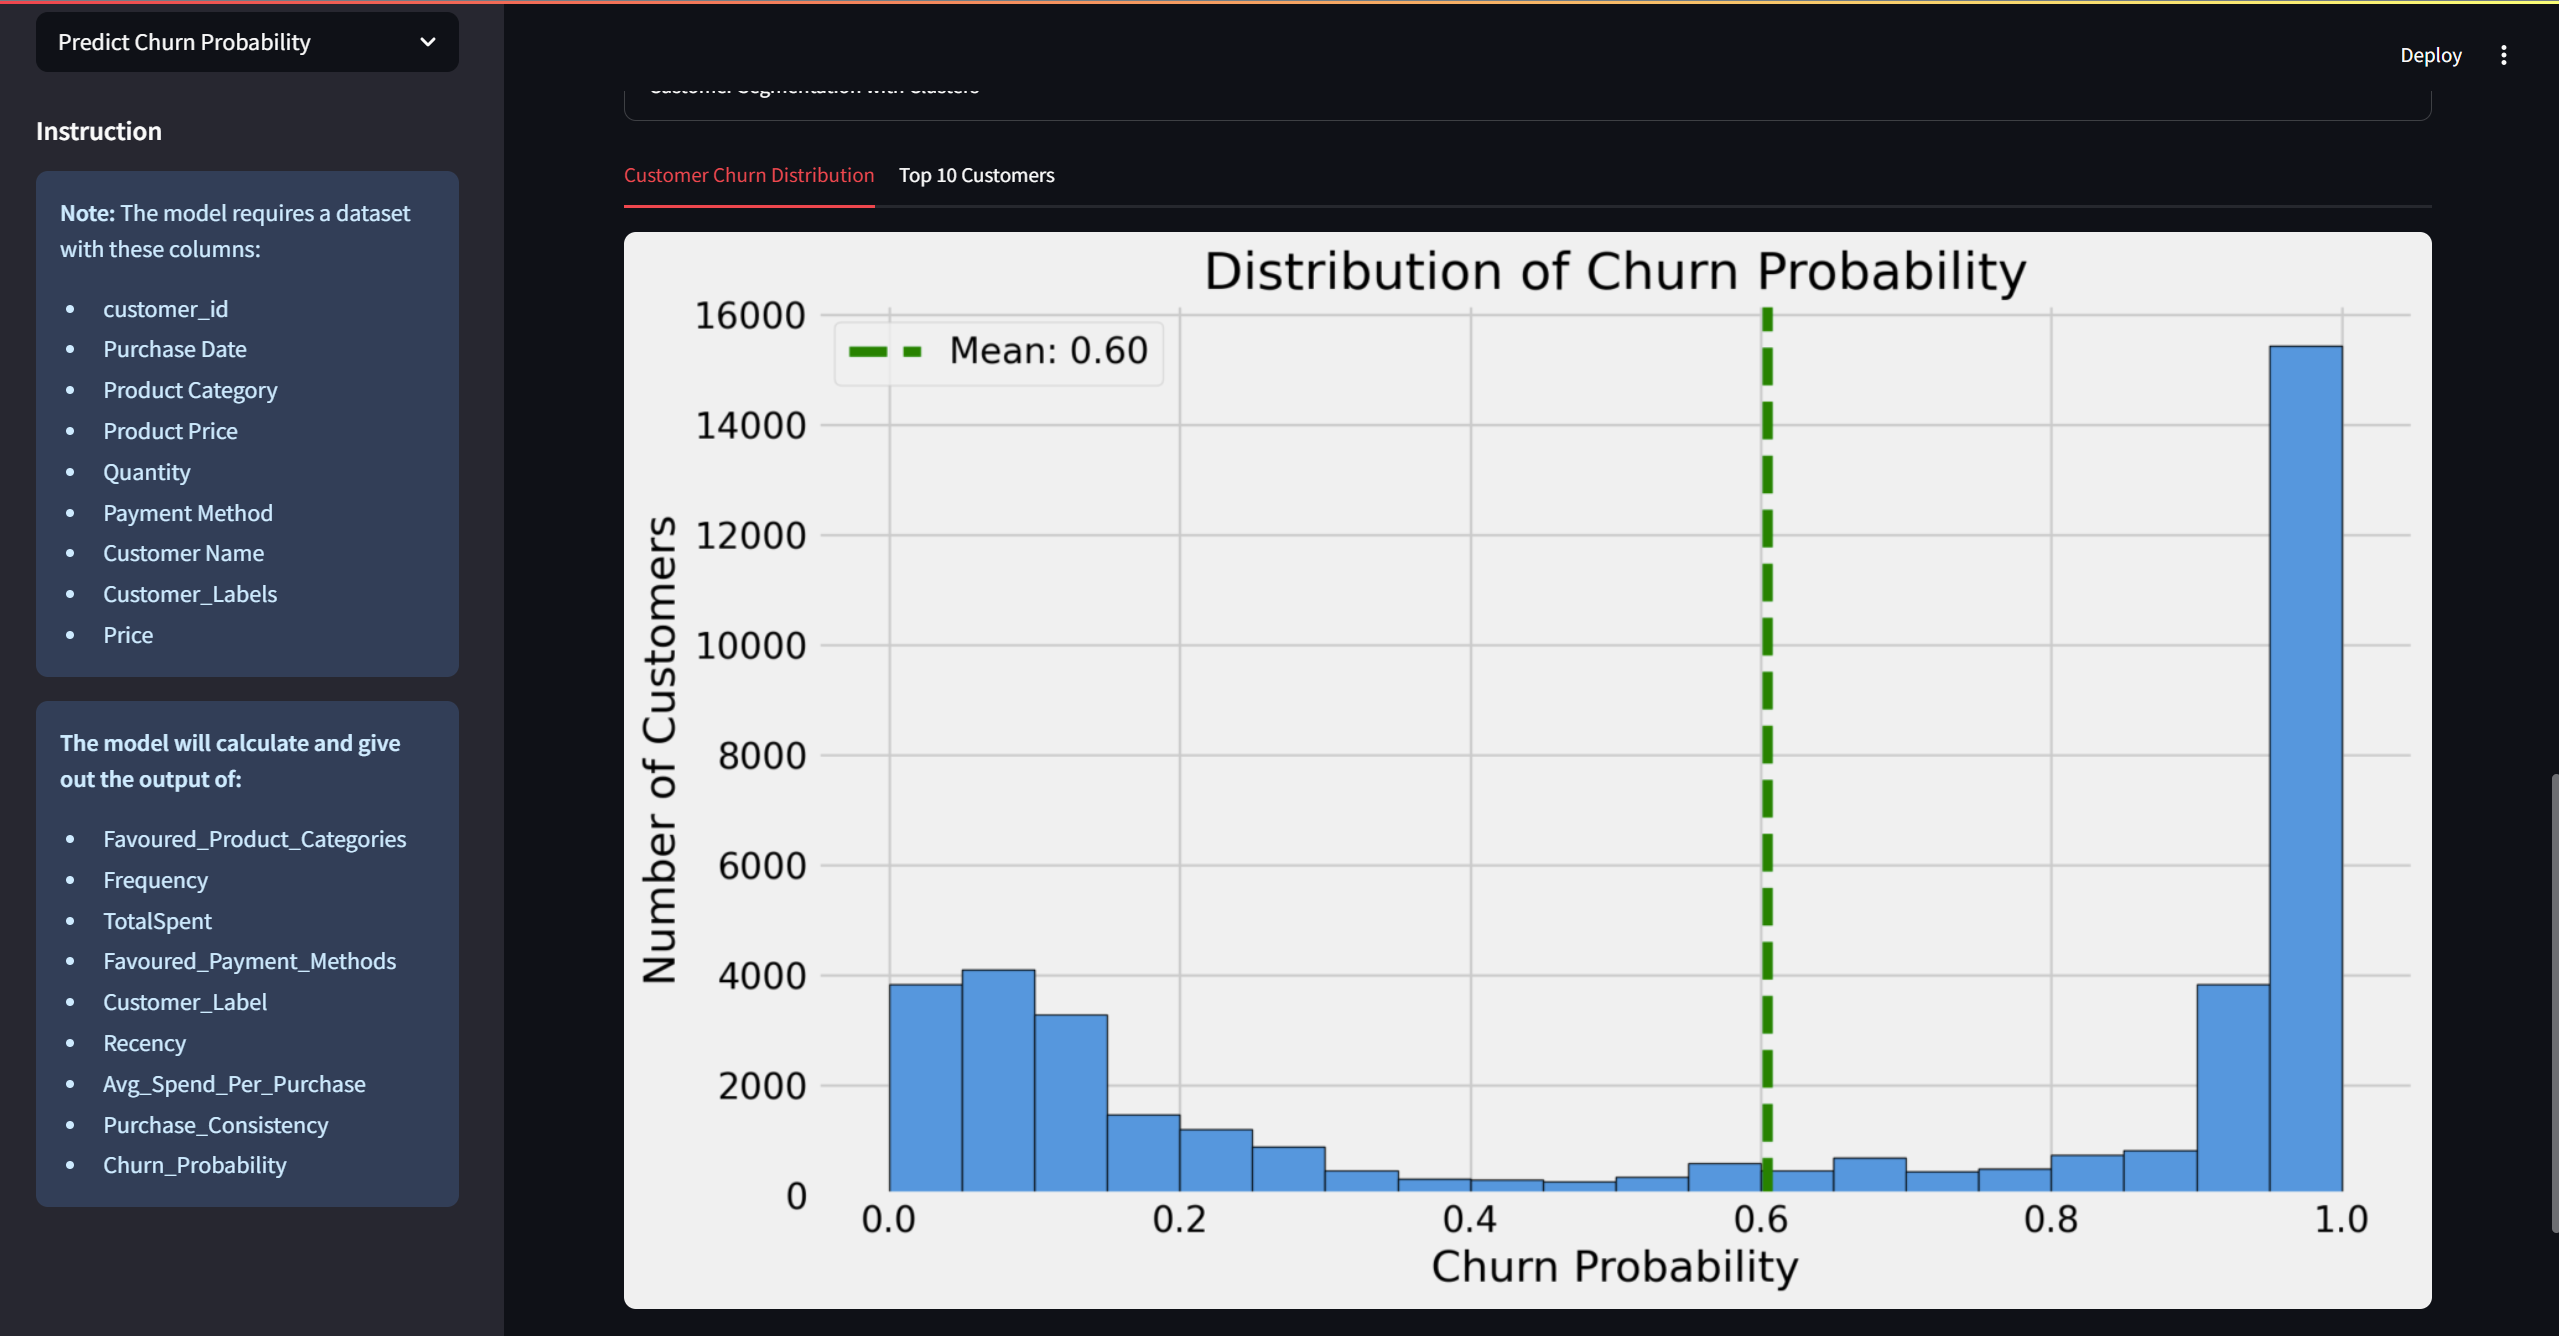 Predict Churn Probability
Deploy
Instruction
Note: The model requires a dataset
with these columns:
customer_id
Purchase Date
Product Category
Product Price
Quantity
Payment Method
Customer Name
Customer_Labels
Price
The model will calculate and give
out the output of:
Favoured_Product_Categories
Frequency
TotalSpent
Favoured_Payment_Methods
Customer_Label
Recency
Avg_Spend_Per_Purchase
Purchase_Consistency
Churn_Probability
Customer Segmentation with Clusters
Customer Churn Distribution
Top 10 Customers
Distribution of Churn Probability
Mean: 0.60
Number of Customers
16000
14000
12000
10000
8000
6000
4000
2000
0
0.0 0.2 0.4 0.6 0.8 1.0
Churn Probability